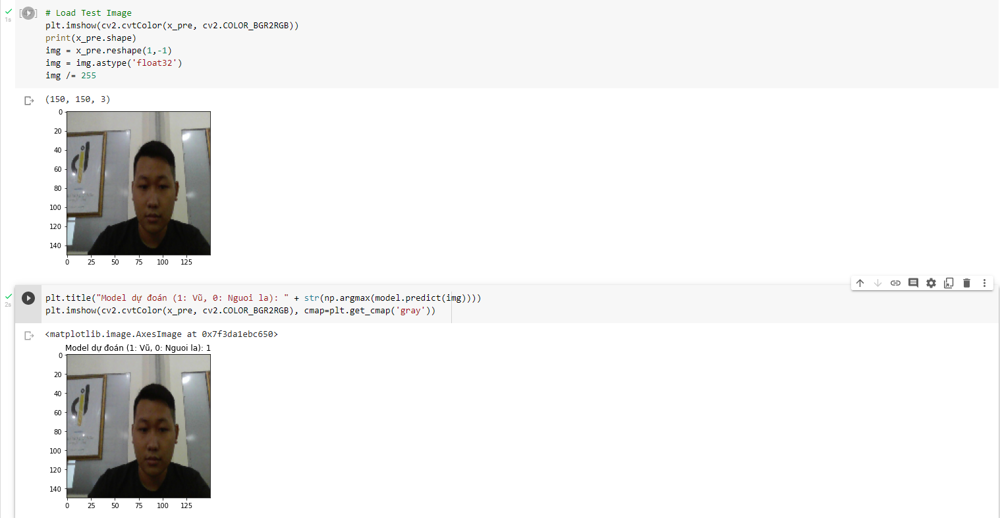 1s
# Load Test Image
plt.imshow(cv2.cvtColor(x_pre, cv2.COLOR_BGR2RGB))
print(x_pre.shape)
img = x_pre.reshape(1,-1)
img = img.astype('float32')
img /= 255
(150, 150, 3)
0
20
40
60
80
100
120
140
0 25 50 75 100 125
2s
plt.title("Model dự đoán (1: Vũ, 0: Nguoi la): " + str(np.argmax(model.predict(img))))
plt.imshow(cv2.cvtColor(x_pre, cv2.COLOR_BGR2RGB), cmap=plt.get_cmap('gray'))
<matplotlib.image.AxesImage at 0x7f3da1ebc650>
Model dự đoán (1: Vũ, 0: Nguoi la): 1
0
20
40
60
80
100
120
140
0 25 50 75 100 125